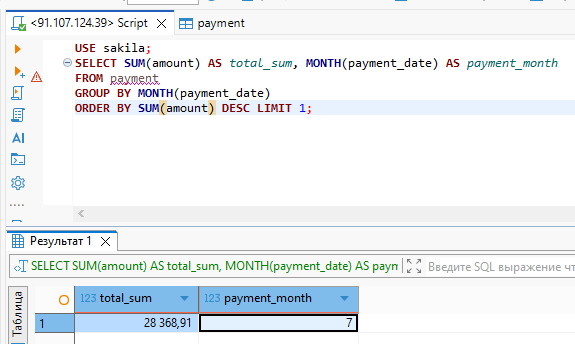 <91.107.124.39> Script
payment
USE sakila;
SELECT SUM(amount) AS total_sum, MONTH(payment_date) AS payment_month
FROM payment
GROUP BY MONTH(payment_date)
ORDER BY SUM(amount) DESC LIMIT 1;
AI
Результат 1
SELECT SUM(amount) AS total_sum, MONTH(payment_date) AS paym
Введите SQL выражение чт
Таблица
123 total_sum
123 payment_month
1
28 368,91
7